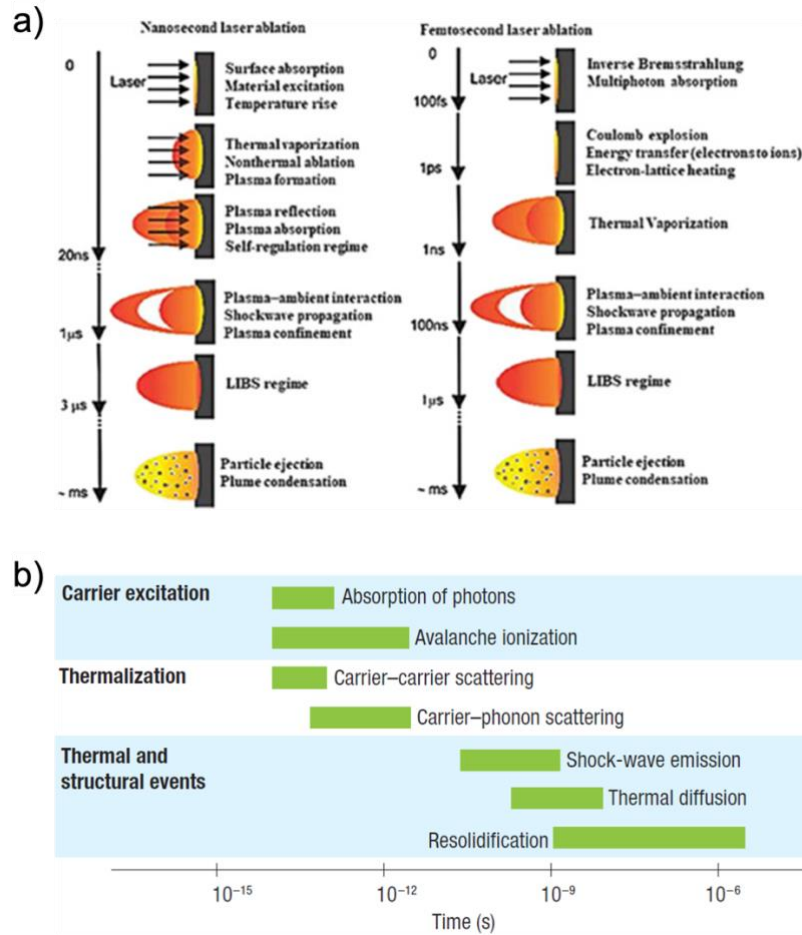 a)
Nanosecond laser ablation
0
Laser
Surface absorption
Material excitation
Temperature rise
Thermal vaporization
Nonthermal ablation
Plasma formation
Plasma reflection
Plasma absorption
Self-regulation regime
20ns
Plasma–ambient interaction
Shockwave propagation
Plasma confinement
1µs
LIBS regime
3 µs
Particle ejection
Plume condensation
~ ms
Femtosecond laser ablation
0
Laser
Inverse Bremsstrahlung
Multiphoton absorption
100fs
Coulomb explosion
Energy transfer (electrons to ions)
Electron-lattice heating
1ps
Thermal Vaporization
1ns
Plasma–ambient interaction
Shockwave propagation
Plasma confinement
100ns
LIBS regime
1µs
Particle ejection
Plume condensation
~ ms
b)
Carrier excitation
Absorption of photons
Avalanche ionization
Thermalization
Carrier–carrier scattering
Carrier–phonon scattering
Thermal and
structural events
Shock-wave emission
Thermal diffusion
Resolidification
10⁻¹⁵ 10⁻¹² 10⁻⁹ 10⁻⁶
Time (s)